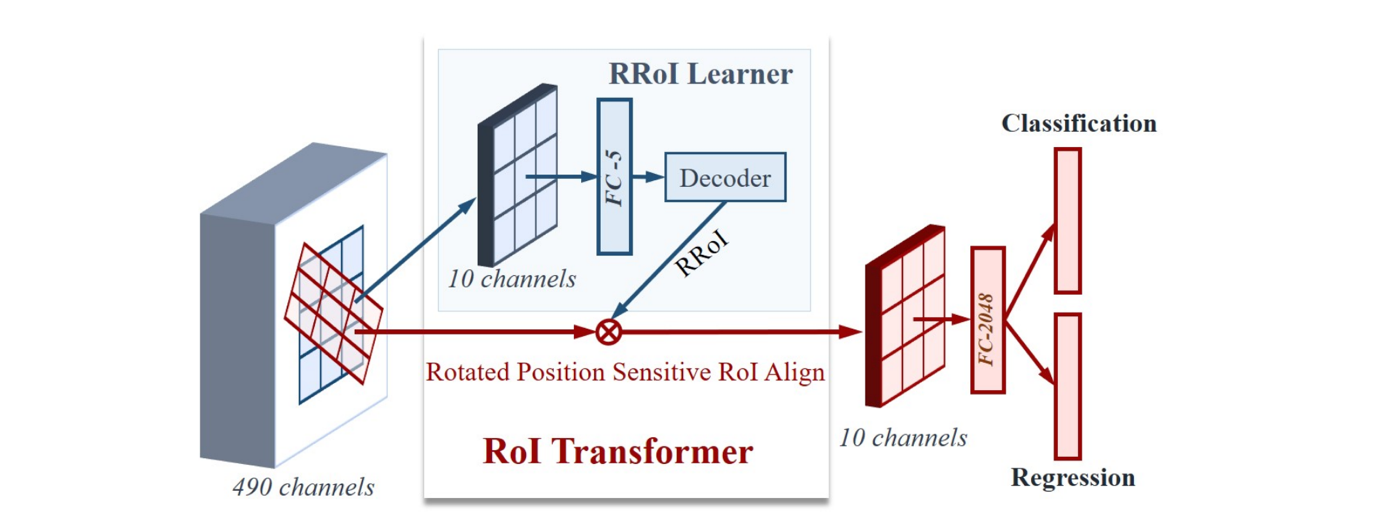 RRoI Learner
FC-5
Decoder
RRoI
10 channels
Rotated Position Sensitive RoI Align
RoI Transformer
490 channels
10 channels
FC-2048
Classification
Regression